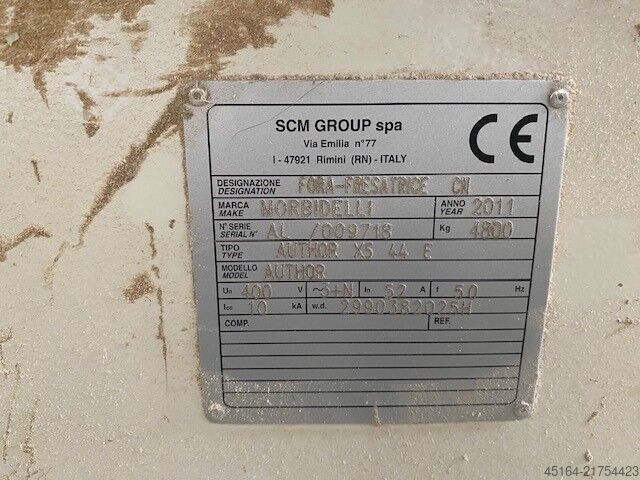 SCM GROUP spa
Via Emilia n°77
I - 47921 Rimini (RN) - ITALY
CE
DESIGNAZIONE FORA-FRESATRICE CN
DESIGNATION
MARCA MORBIDELLI ANNO 2011
MAKE YEAR
N° SERIE AL /009718 Kg 4800
SERIAL N°
TIPO AUTHOR XS 44 E
TYPE
MODELLO AUTHOR
MODEL
Un 400 V ~3+N In 52 A f 50 Hz
Icc 10 kA w.d. 2990382025H
COMP. REF.
45164-21754423